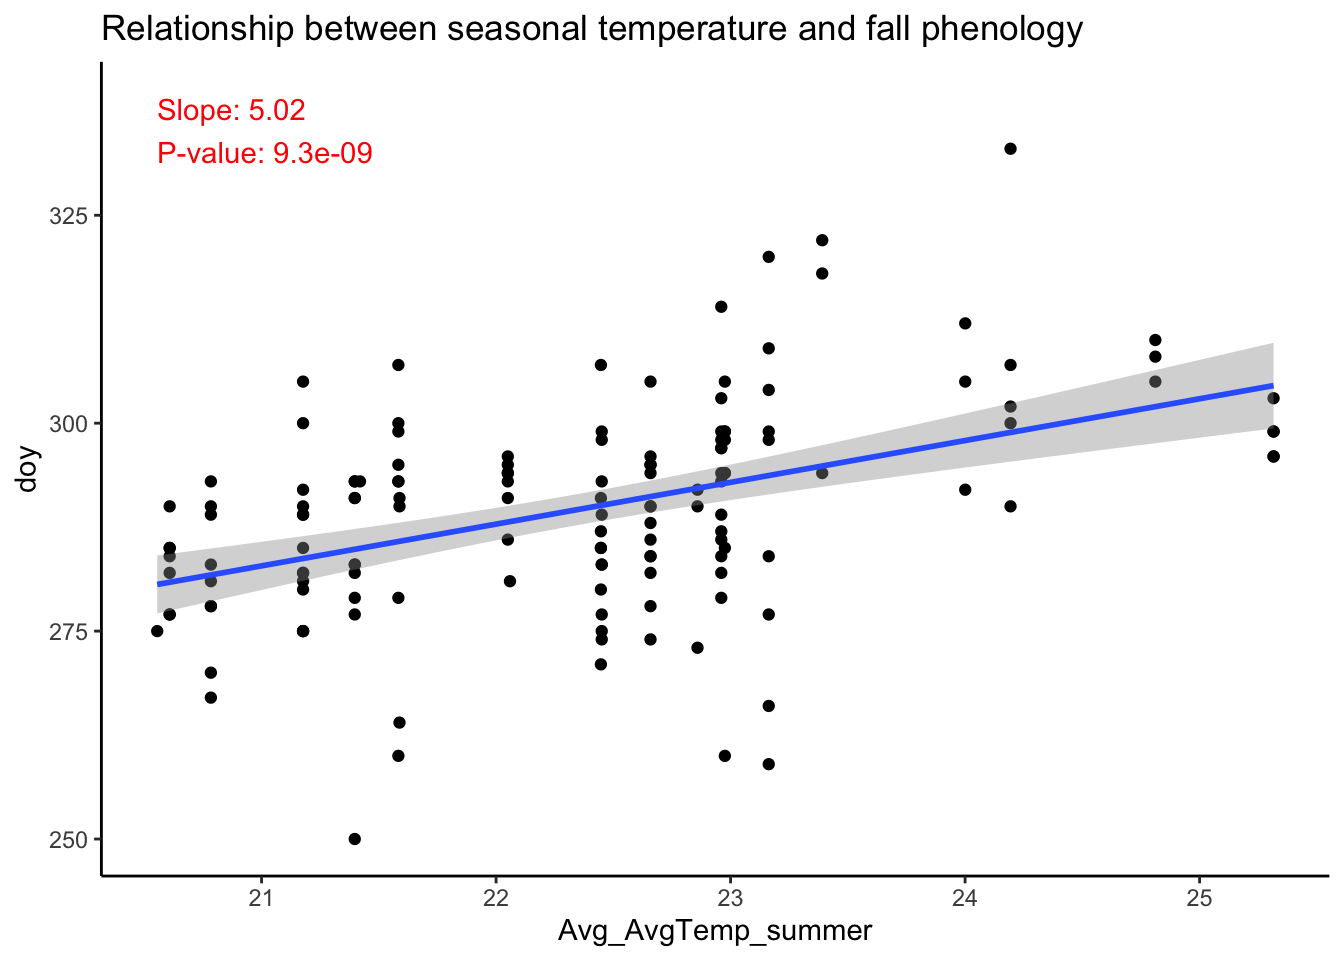 Relationship between seasonal temperature and fall phenology
Slope: 5.02
P-value: 9.3e-09
325
300
275
250
doy
21 22 23 24 25
Avg_AvgTemp_summer